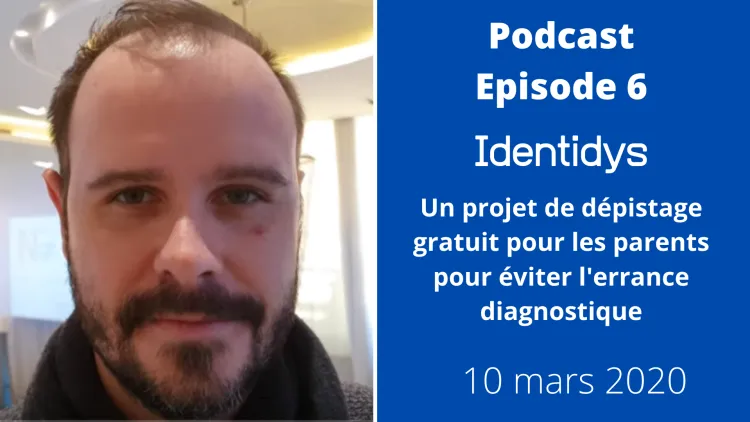 Podcast
Episode 6
Identidys
Un projet de dépistage
gratuit pour les parents
pour éviter l'errance
diagnostique
10 mars 2020